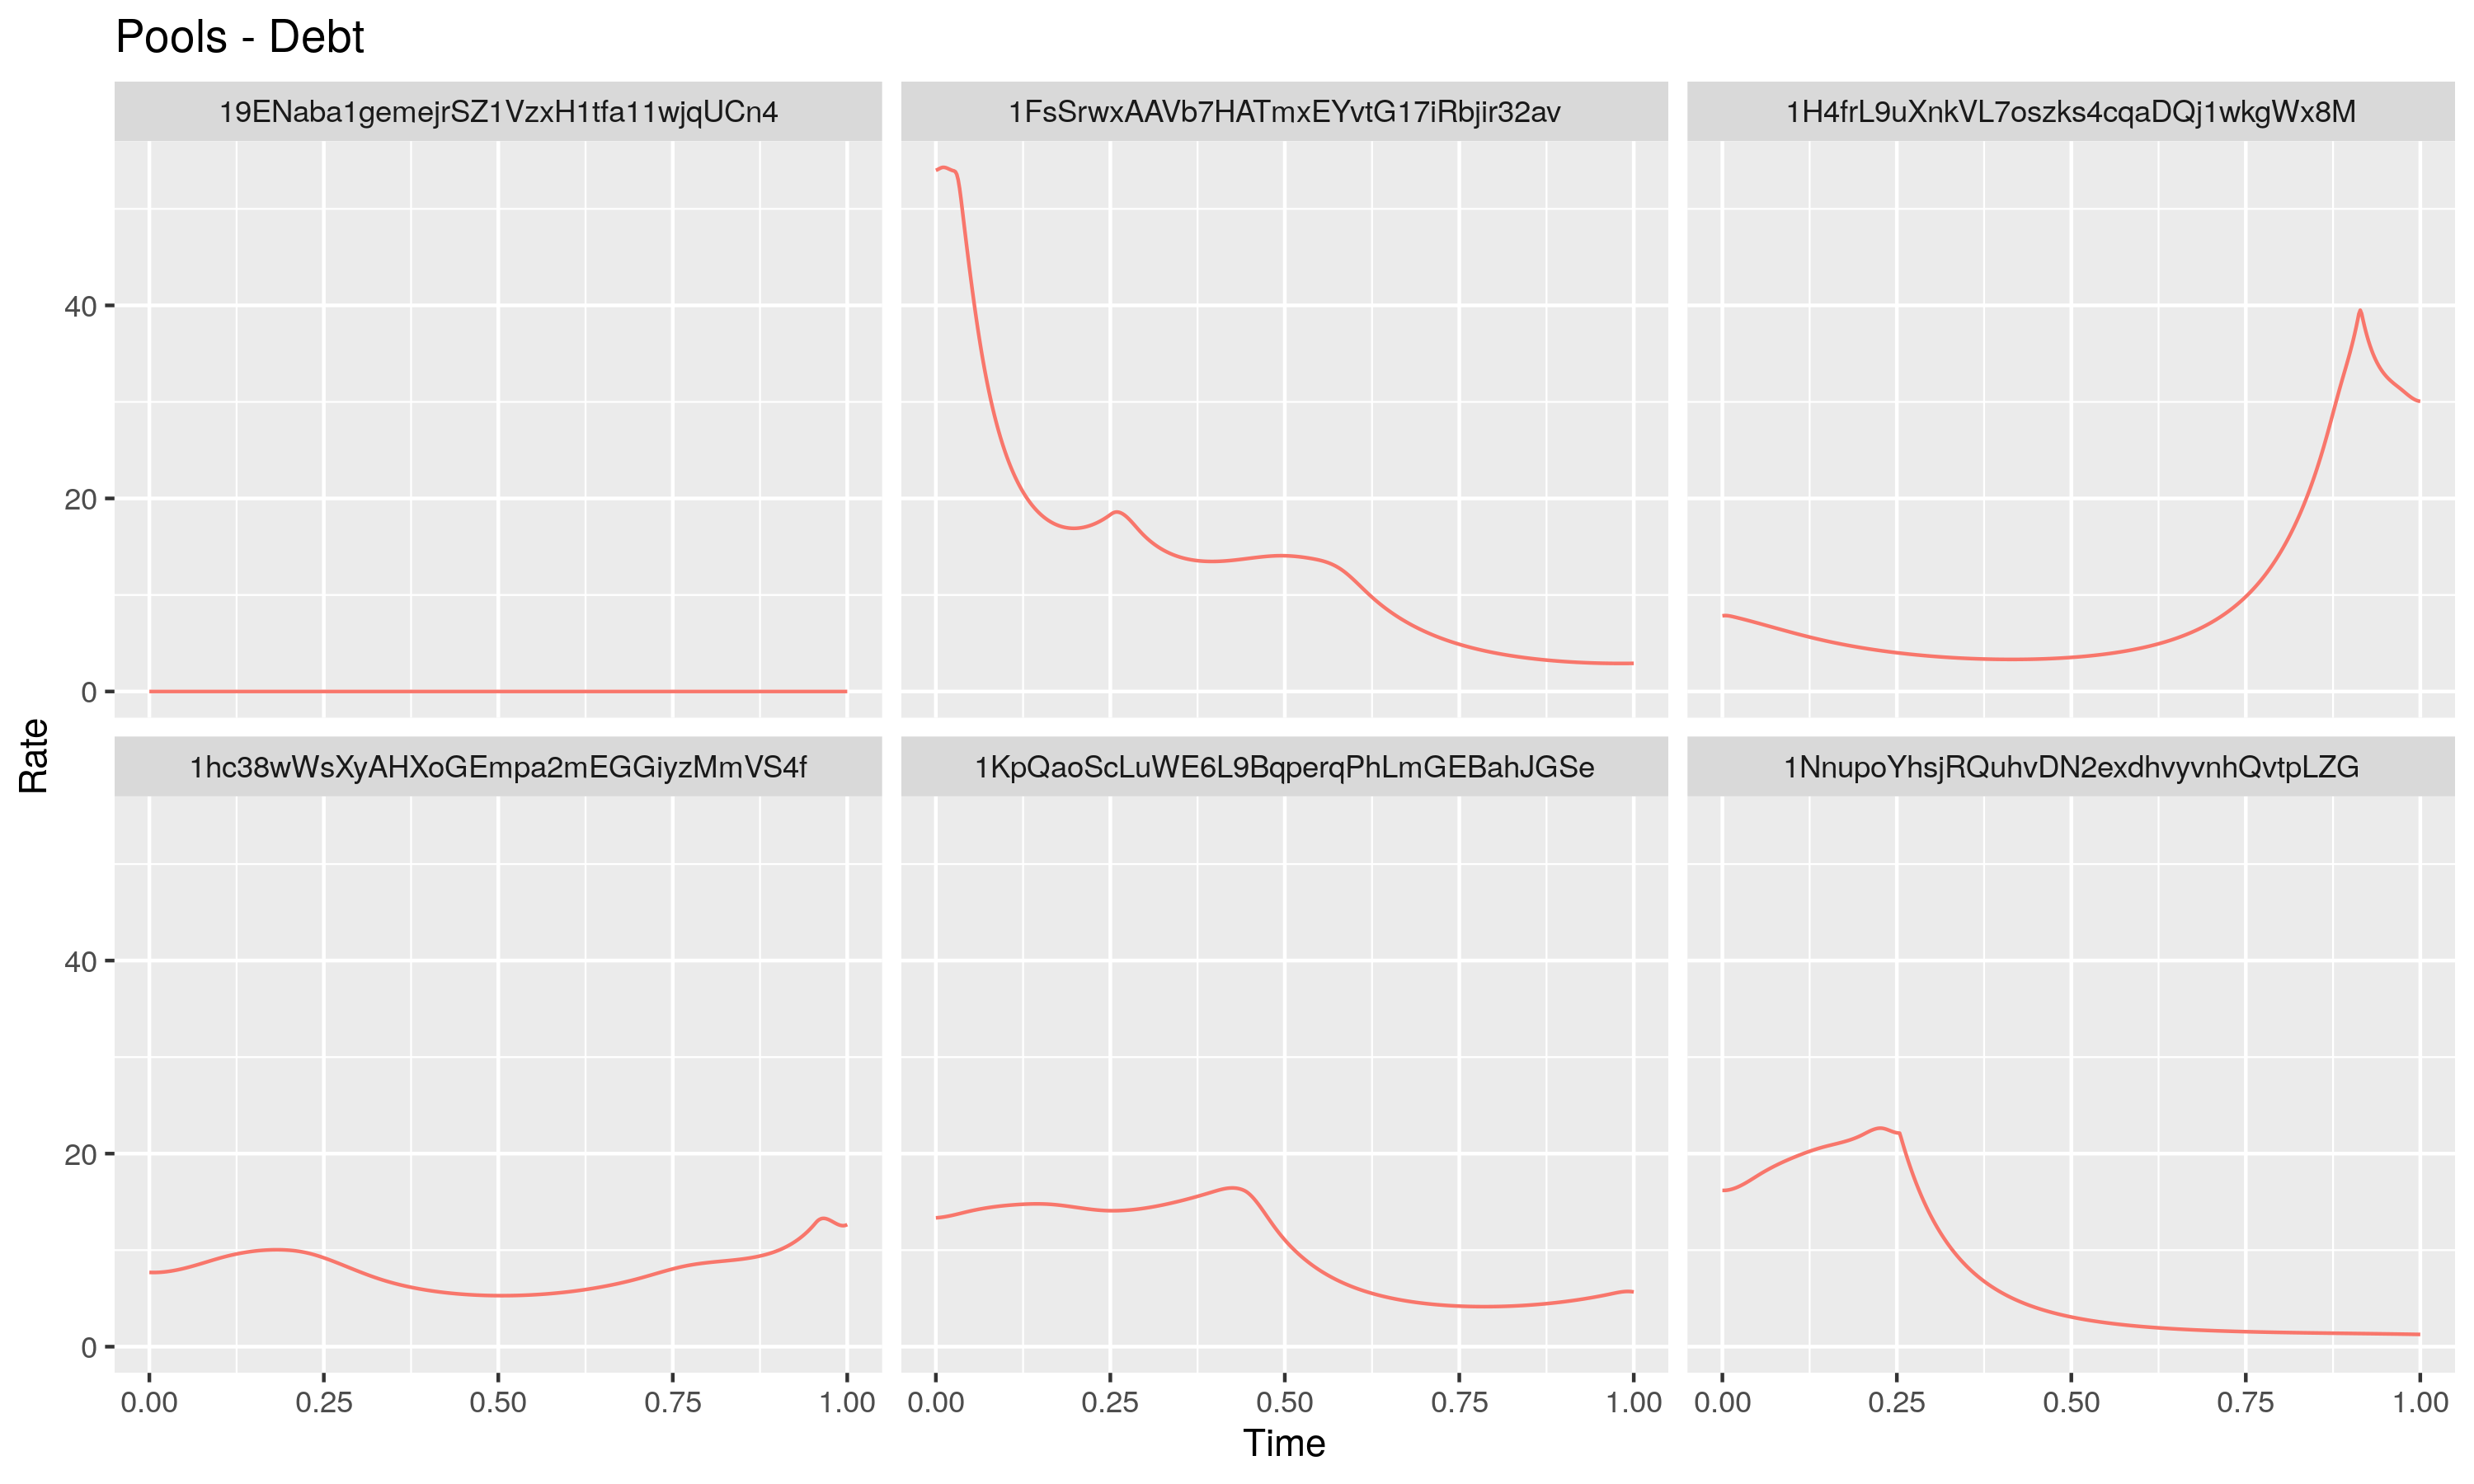 Pools - Debt
19ENaba1gemejrSZ1VzxH1tfa11wjqUCn4
1FsSrwxAAVb7HATmxEYvtG17iRbjir32av
1H4frL9uXnkVL7oszks4cqaDQj1wkgWx8M
40
20
0
Rate
1hc38wWsXyAHXoGEmpa2mEGGiyzMmVS4f
1KpQaoScLuWE6L9BqperqPhLmGEBahJGSe
1NnupoYhsjRQuhvDN2exdhvyvnhQvtpLZG
40
20
0
0.00 0.25 0.50 0.75 1.00
0.00 0.25 0.50 0.75 1.00
0.00 0.25 0.50 0.75 1.00
Time